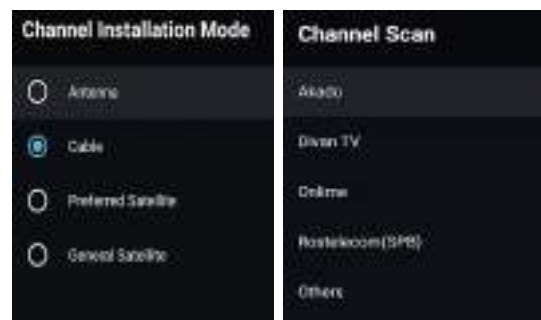 Channel Installation Mode
Antenna
Cable
Preferred Satellite
General Satellite
Channel Scan
Akado
Divan TV
Onlime
Rostelecom(SPB)
Others